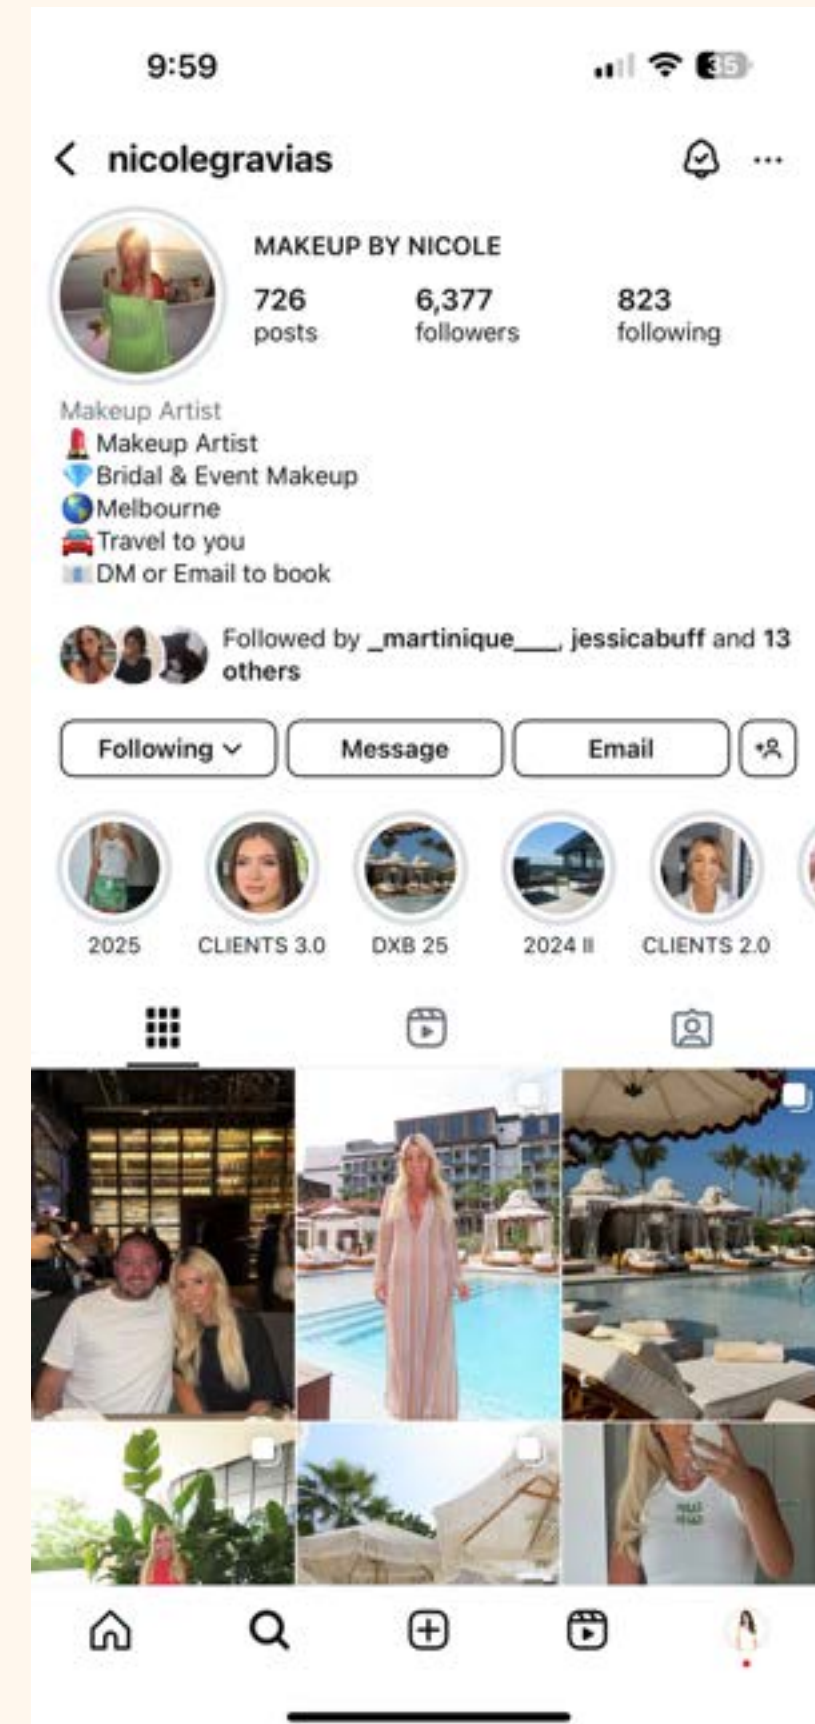 9:59
35
nicolegravias
MAKEUP BY NICOLE
726 6,377 823
posts followers following
Makeup Artist
Makeup Artist
Bridal & Event Makeup
Melbourne
Travel to you
DM or Email to book
Followed by _martinique___, jessicabuff and 13
others
Following Message Email
2025 CLIENTS 3.0 DXB 25 2024 II CLIENTS 2.0